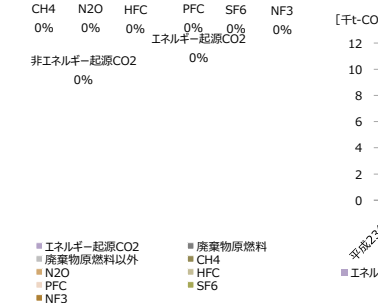 CH4 N2O HFC PFC SF6 NF3
0% 0% 0% 0% 0% 0%
エネルギー起源CO2
0%
非エネルギー起源CO2
0%
エネルギー起源CO2 廃棄物原燃料
廃棄物原燃料以外 CH4
N2O HFC
PFC SF6
NF3
[千t-CO
12
10
8
6
4
2
0
平成23
エネル